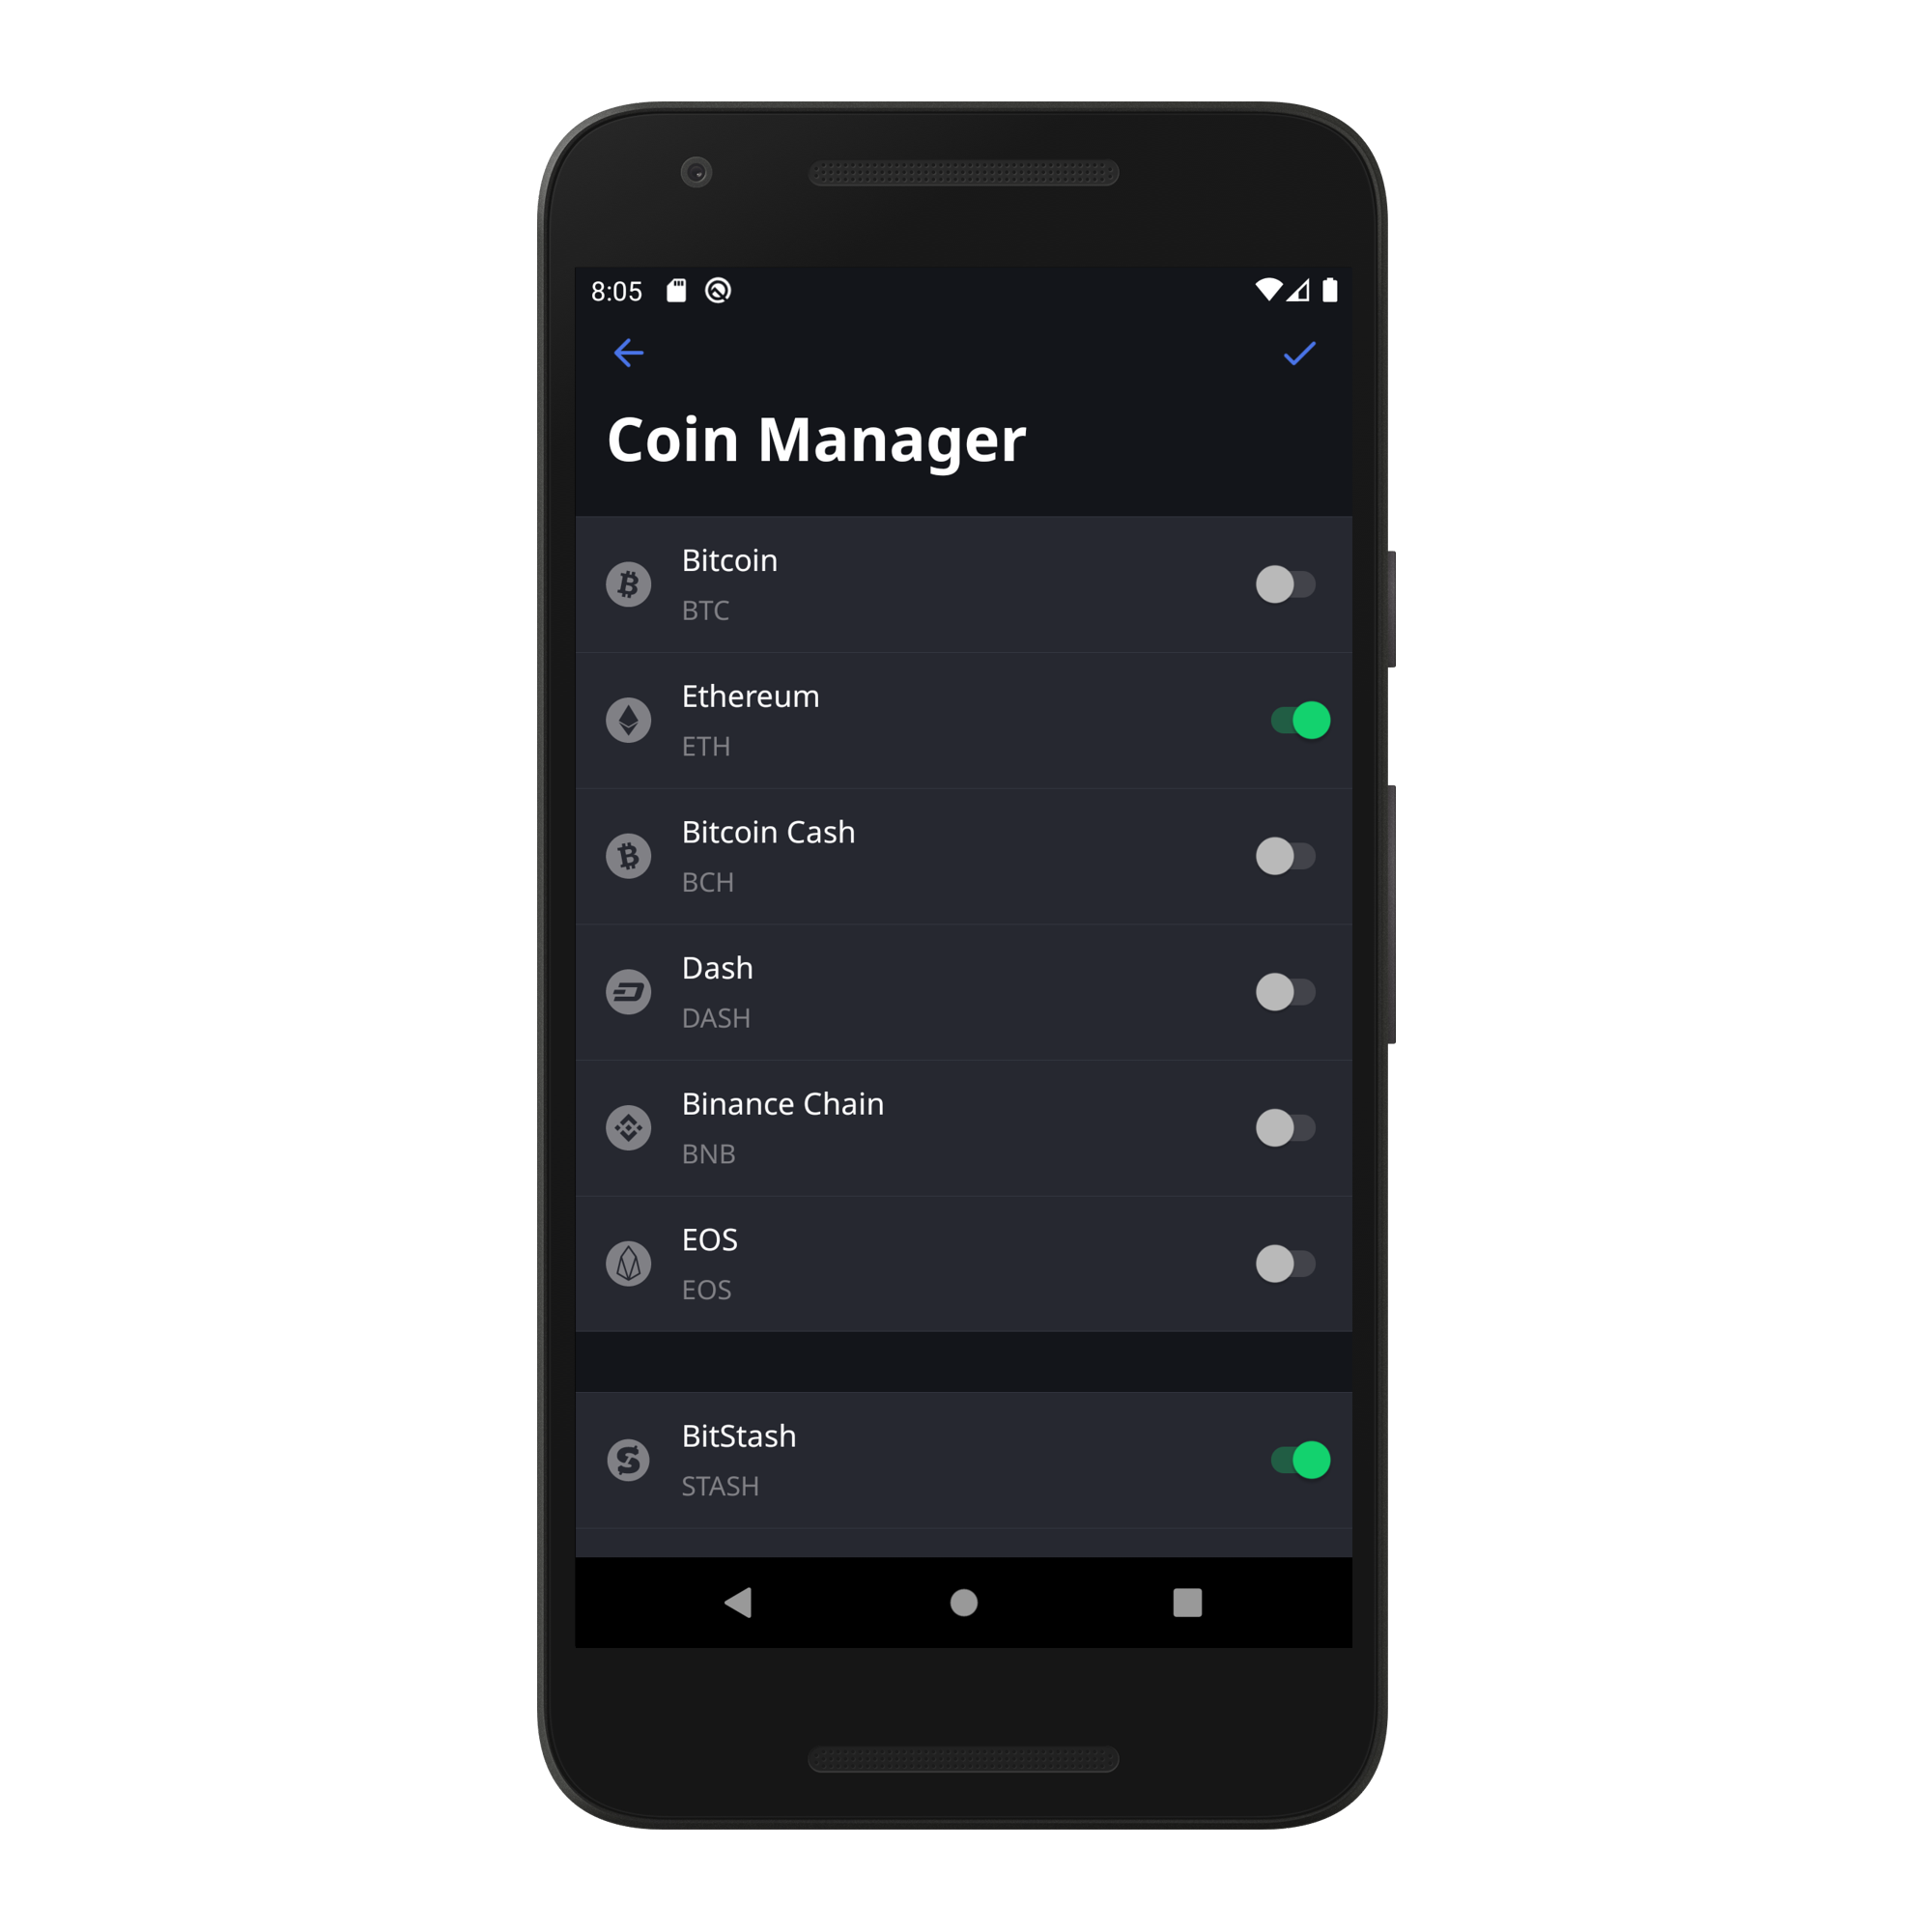 8:05
Coin Manager
Bitcoin
BTC
Ethereum
ETH
Bitcoin Cash
BCH
Dash
DASH
Binance Chain
BNB
EOS
EOS
BitStash
STASH